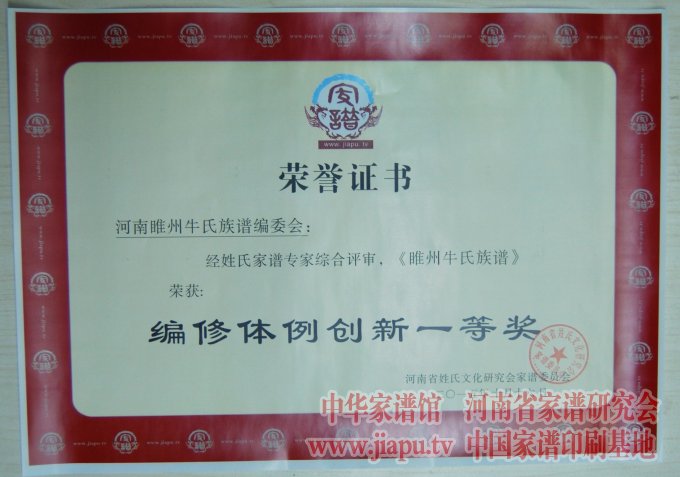 www.jiapu.tv
荣誉证书
河南睢州牛氏族谱编委会:
经姓氏家谱专家综合评审,《睢州牛氏族谱》
荣获:
编修体例创新一等奖
河南省姓氏文化研究会家谱委员会
中华家谱馆 河南省家谱研究会
www.jiapu.tv 中国家谱印刷基地